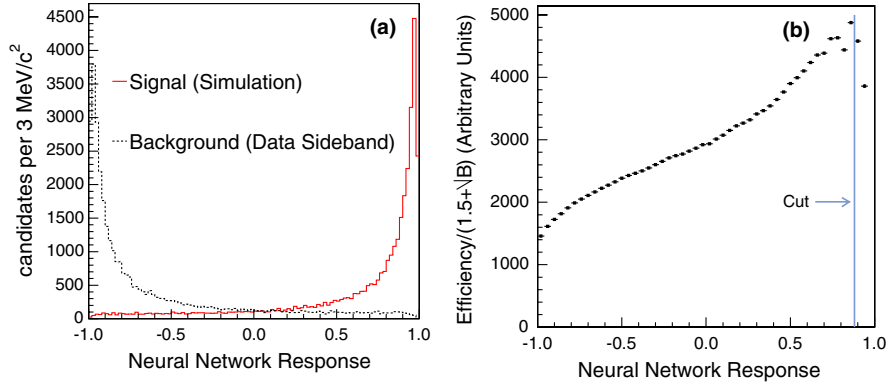 (a)
candidates per 3 MeV/c²
4500
4000
3500
3000
2500
2000
1500
1000
500
0
Signal (Simulation)
Background (Data Sideband)
-1.0
-0.5
0.0
0.5
1.0
Neural Network Response
(b)
Efficiency/(1.5+√B) (Arbitrary Units)
5000
4000
3000
2000
1000
0
Cut
-1.0
-0.5
0.0
0.5
1.0
Neural Network Response